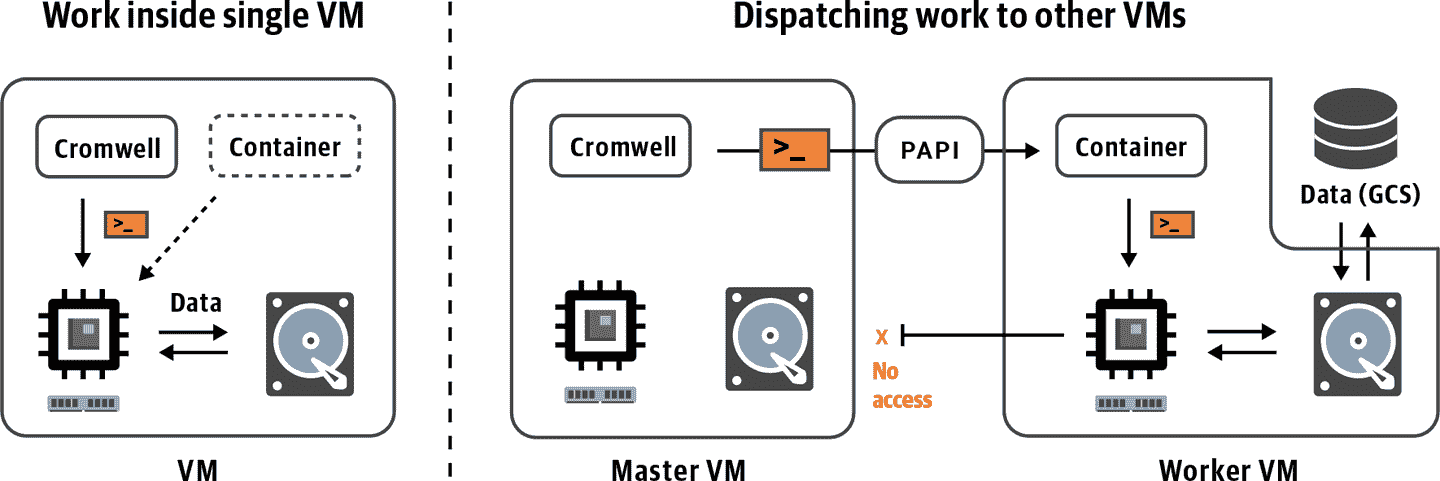 Work inside single VM
Cromwell
Container
>_
Data
VM
Dispatching work to other VMs
Cromwell
>_
PAPI
Container
Data (GCS)
>_
X
No
access
Master VM
Worker VM